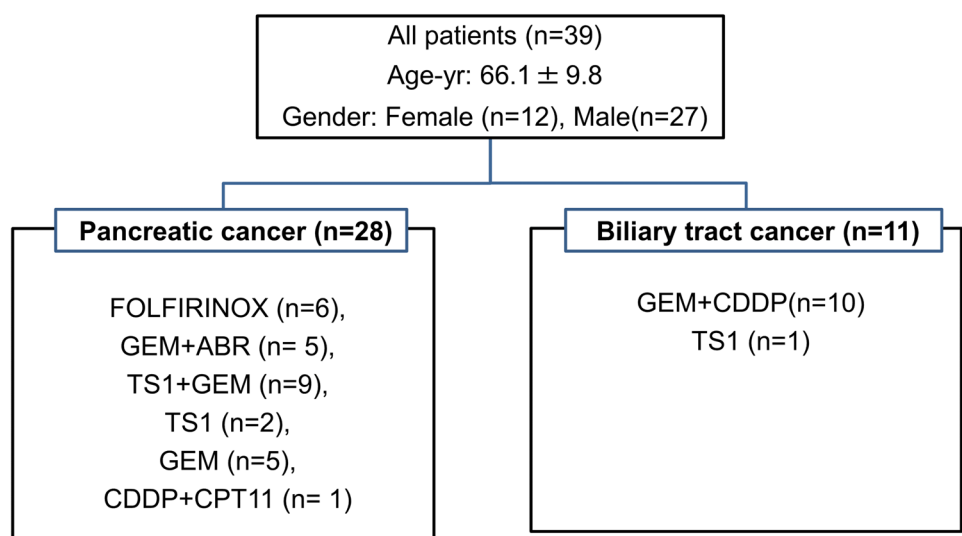 All patients (n=39)
Age-yr: 66.1 ± 9.8
Gender: Female (n=12), Male(n=27)
Pancreatic cancer (n=28)
FOLFIRINOX (n=6),
GEM+ABR (n= 5),
TS1+GEM (n=9),
TS1 (n=2),
GEM (n=5),
CDDP+CPT11 (n= 1)
Biliary tract cancer (n=11)
GEM+CDDP(n=10)
TS1 (n=1)